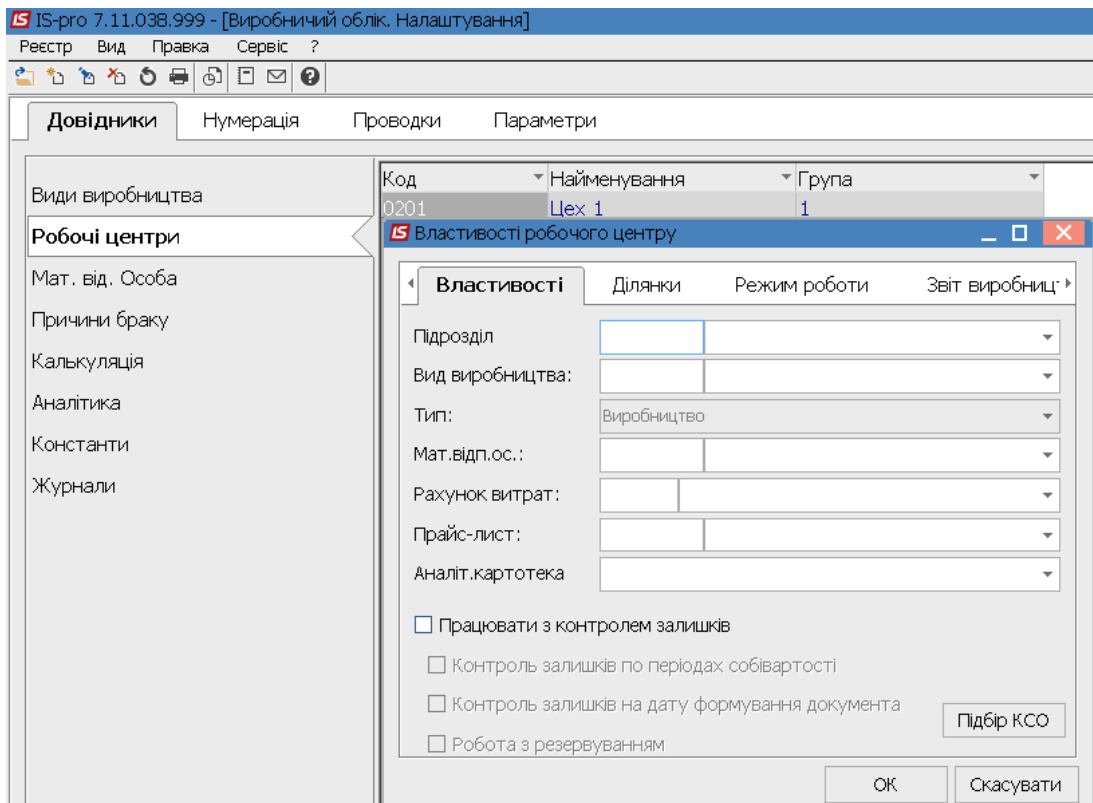 IS IS-pro 7.11.038.999 - [Виробничий облік. Налаштування]
Реєстр Вид Правка Сервіс ?
Довідники Нумерація Проводки Параметри
Види виробництва
Робочі центри
Мат. від. Особа
Причини браку
Калькуляція
Аналітика
Константи
Журнали
Код Найменування Група
0201 Цех 1 1
IS Властивості робочого центру
Властивості Ділянки Режим роботи Звіт виробниц
Підрозділ
Вид виробництва:
Тип: Виробництво
Мат.відп.ос.:
Рахунок витрат:
Прайс-лист:
Аналіт.картотека
Працювати з контролем залишків
Контроль залишків по періодах собівартості
Контроль залишків на дату формування документа
Робота з резервуванням
Підбір КСО
ОК Скасувати